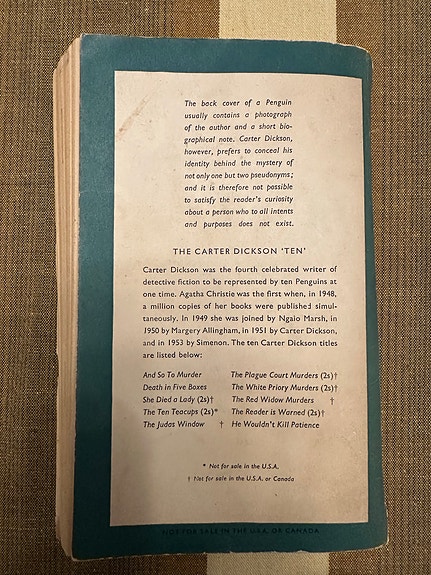 The back cover of a Penguin
usually contains a photograph
of the author and a short bio-
graphical note. Carter Dickson,
however, prefers to conceal his
identity behind the mystery of
not only one but two pseudonyms;
and it is therefore not possible
to satisfy the reader's curiosity
about a person who to all intents
and purposes does not exist.
THE CARTER DICKSON 'TEN'
Carter Dickson was the fourth celebrated writer of
detective fiction to be represented by ten Penguins at
one time. Agatha Christie was the first when, in 1948,
a million copies of her books were published simul-
taneously. In 1949 she was joined by Ngaio Marsh, in
1950 by Margery Allingham, in 1951 by Carter Dickson,
and in 1953 by Simenon. The ten Carter Dickson titles
are listed below:
And So To Murder
Death in Five Boxes
She Died a Lady (2s)†
The Ten Teacups (2s)*
The Judas Window †
The Plague Court Murders (2s)†
The White Priory Murders (2s)†
The Red Widow Murders †
The Reader is Warned (2s)†
He Wouldn't Kill Patience
* Not for sale in the U.S.A.
† Not for sale in the U.S.A. or Canada
NOT FOR SALE IN THE U.S.A. OR CANADA